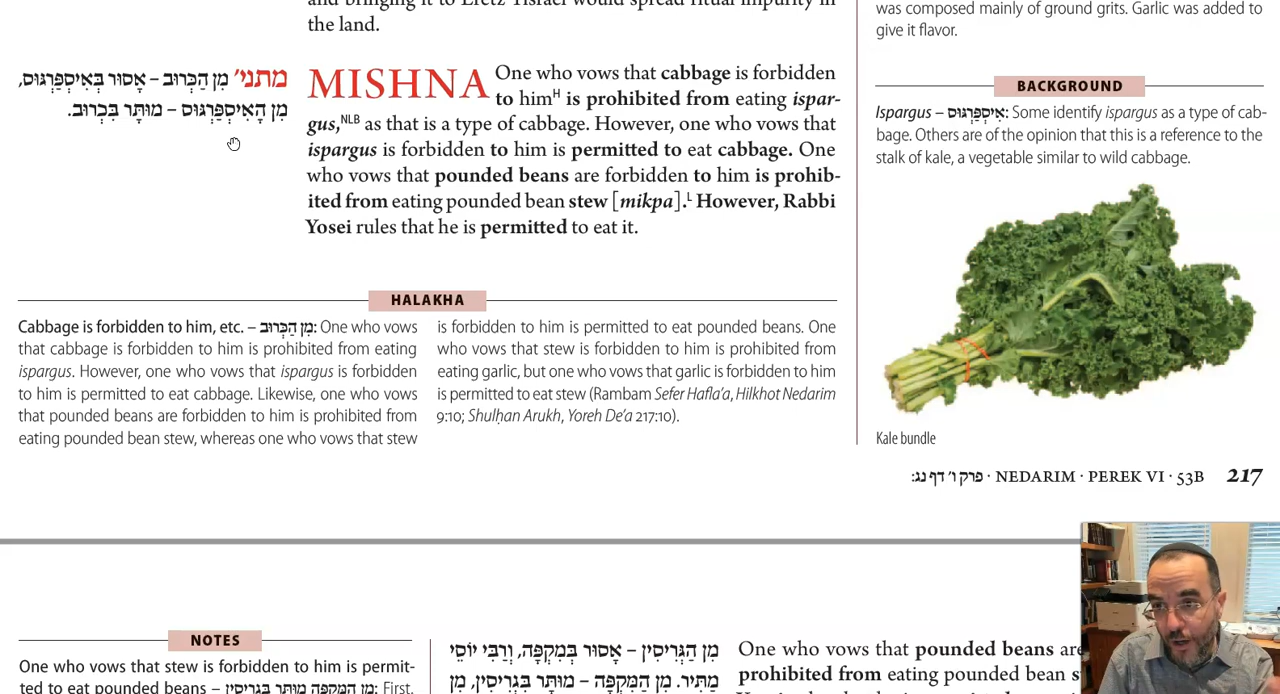 and bringing it to Eretz Yisrael would spread ritual impurity in
the land.
מתני׳ מִן הַכְּרוּב – אָסוּר בְּאִיסְפַּרְגּוּס,
מִן הָאִיסְפַּרְגּוּס – מוּתָּר בִּכְרוּב.
MISHNA One who vows that cabbage is forbidden
to himᴴ is prohibited from eating ispar-
gus,ᴺᴸᴮ as that is a type of cabbage. However, one who vows that
ispargus is forbidden to him is permitted to eat cabbage. One
who vows that pounded beans are forbidden to him is prohib-
ited from eating pounded bean stew [mikpa].ᴸ However, Rabbi
Yosei rules that he is permitted to eat it.
HALAKHA
Cabbage is forbidden to him, etc. – מִן הַכְּרוּב: One who vows
that cabbage is forbidden to him is prohibited from eating
ispargus. However, one who vows that ispargus is forbidden
to him is permitted to eat cabbage. Likewise, one who vows
that pounded beans are forbidden to him is prohibited from
eating pounded bean stew, whereas one who vows that stew
is forbidden to him is permitted to eat pounded beans. One
who vows that stew is forbidden to him is prohibited from
eating garlic, but one who vows that garlic is forbidden to him
is permitted to eat stew (Rambam Sefer Hafla'a, Hilkhot Nedarim
9:10; Shulḥan Arukh, Yoreh De'a 217:10).
was composed mainly of ground grits. Garlic was added to
give it flavor.
BACKGROUND
Ispargus – אִיסְפַּרְגּוּס: Some identify ispargus as a type of cab-
bage. Others are of the opinion that this is a reference to the
stalk of kale, a vegetable similar to wild cabbage.
Kale bundle
פרק ו׳ דף נג: · NEDARIM · PEREK VI · 53B 217
NOTES
One who vows that stew is forbidden to him is permit-
ted to eat pounded beans – מִן הַמִּקְפָּה מוּתָּר בִּגְרִיסִין: First,
מִן הַגְּרִיסִין – אָסוּר בְּמִקְפָּה, וְרַבִּי יוֹסֵי
מַתִּיר. מִן הַמִּקְפָּה – מוּתָּר בִּגְרִיסִין, מִן
One who vows that pounded beans are
prohibited from eating pounded bean